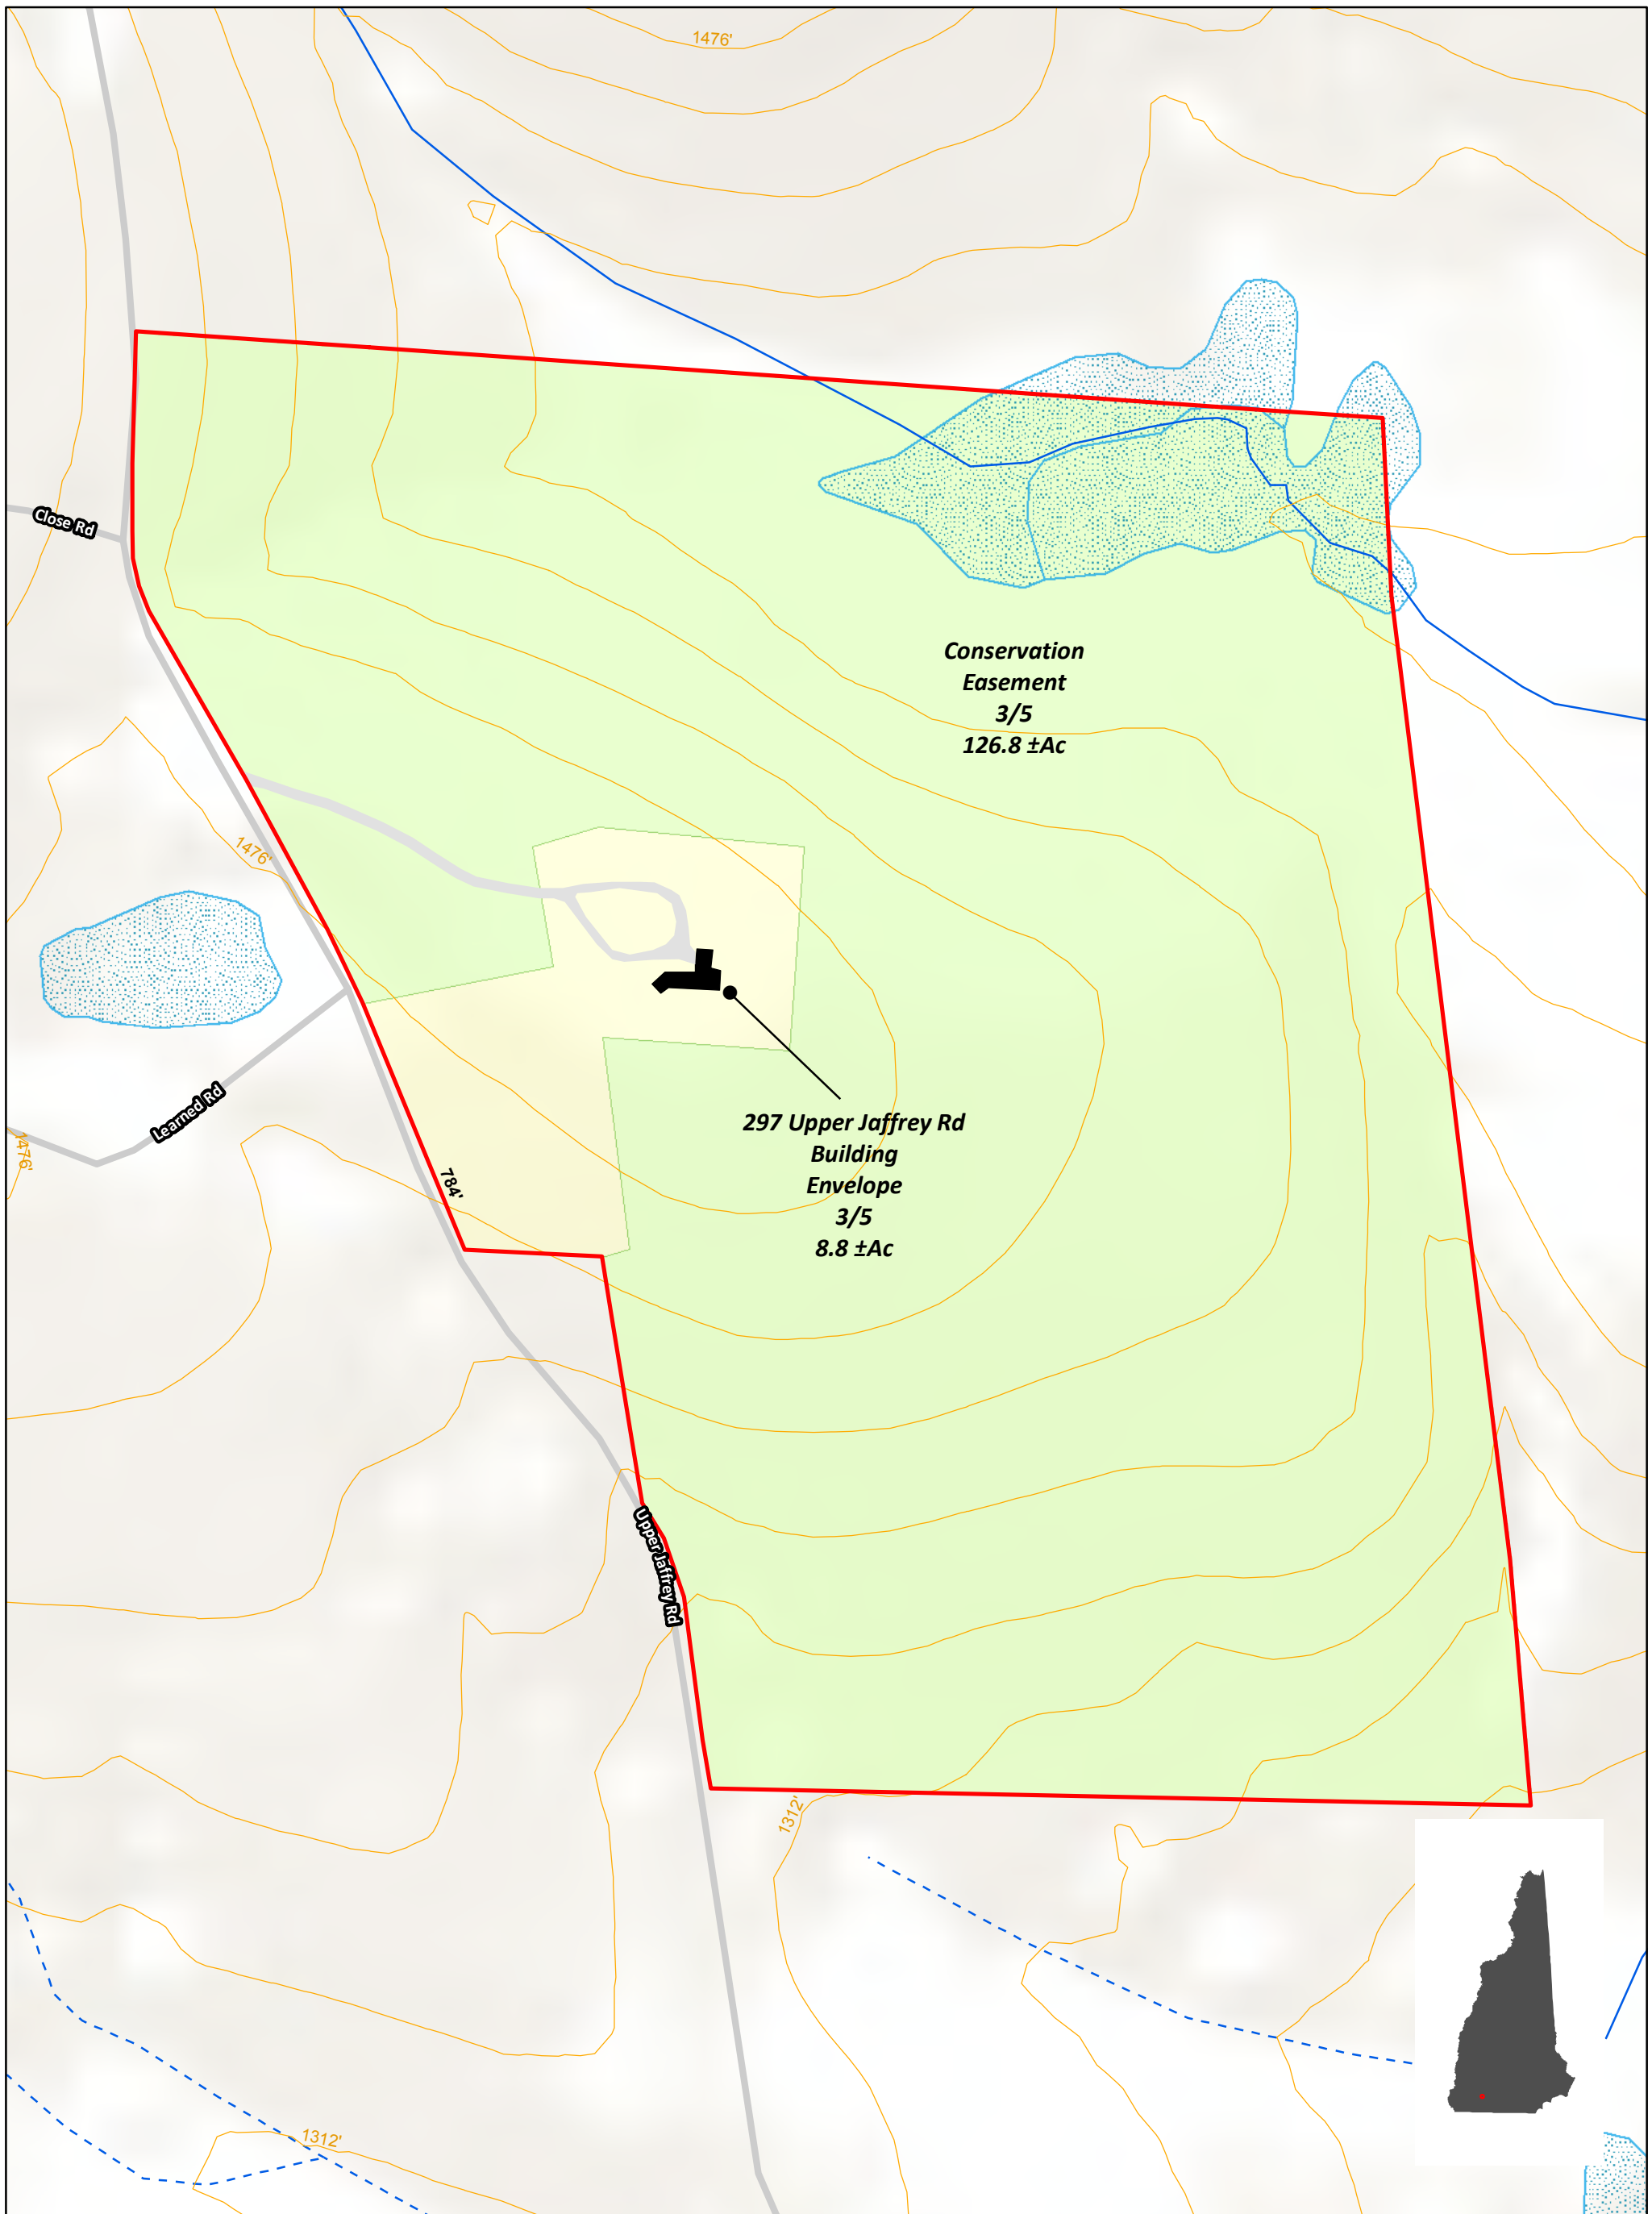 1476'
Close Rd
Conservation
Easement
3/5
126.8 ±Ac
1476'
Learned Rd
1476'
784'
297 Upper Jaffrey Rd
Building
Envelope
3/5
8.8 ±Ac
Upper Jaffrey Rd
1312'
1312'